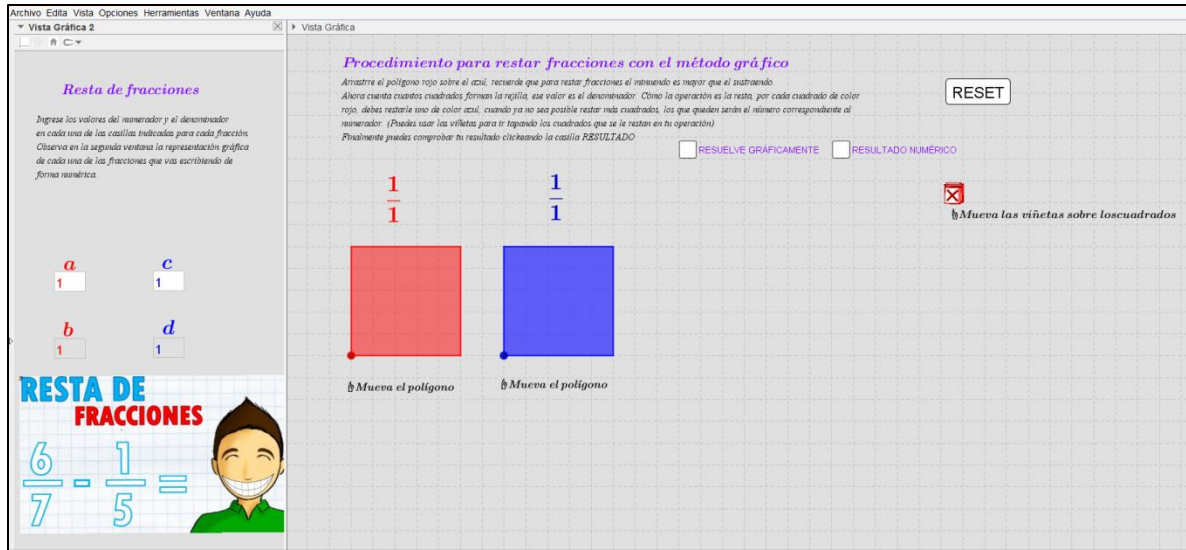 Archivo Edita Vista Opciones Herramientas Ventana Ayuda
Vista Gráfica 2
Vista Gráfica
Resta de fracciones
Ingrese los valores del numerador y el denominador
en cada una de las casillas indicadas para cada fracción.
Observa en la segunda ventana la representación gráfica
de cada una de las fracciones que vas escribiendo de
forma numérica.
a
1
c
1
b
1
d
1
RESTA DE
FRACCIONES
6/7 - 1/5 =
Procedimiento para restar fracciones con el método gráfico
Arrastrre el polígono rojo sobre el azul, recuerde que para restar fracciones el minuendo es mayor que el sustraendo.
Ahora cuenta cuantos cuadrados forman la rejilla, ese valor es el denominador. Cómo la operación es la resta, por cada cuadrado de color
rojo, debes restarle uno de color azul, cuando ya no sea posible restar más cuadrados, los que queden serán el número correspondiente al
numerador. (Puedes usar las viñetas para ir tapando los cuadrados que se le restan en tu operación)
Finalmente puedes comprobar tu resultado clickeando la casilla RESULTADO
RESET
RESUELVE GRÁFICAMENTE
RESULTADO NUMÉRICO
1/1
1/1
Mueva las viñetas sobre loscuadrados
Mueva el polígono
Mueva el polígono